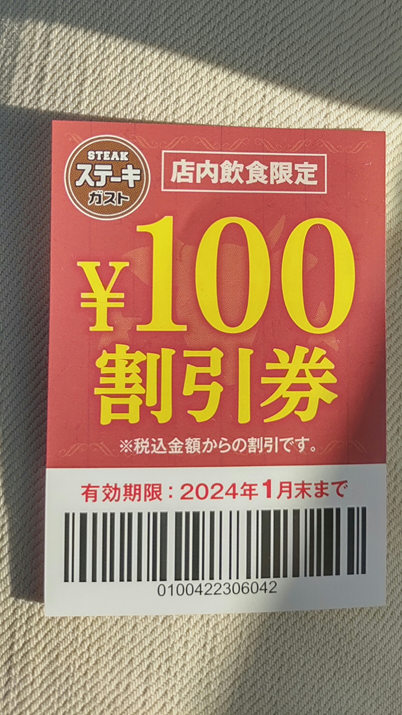 STEAK
ステーキ
ガスト
店内飲食限定
¥100
割引券
※税込金額からの割引です。
有効期限：2024年1月末まで
0100422306042